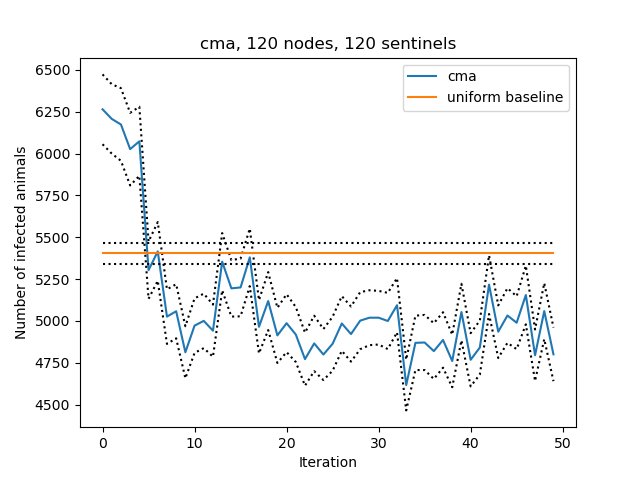 cma, 120 nodes, 120 sentinels
cma
uniform baseline
Number of infected animals
6500
6250
6000
5750
5500
5250
5000
4750
4500
0 10 20 30 40 50
Iteration